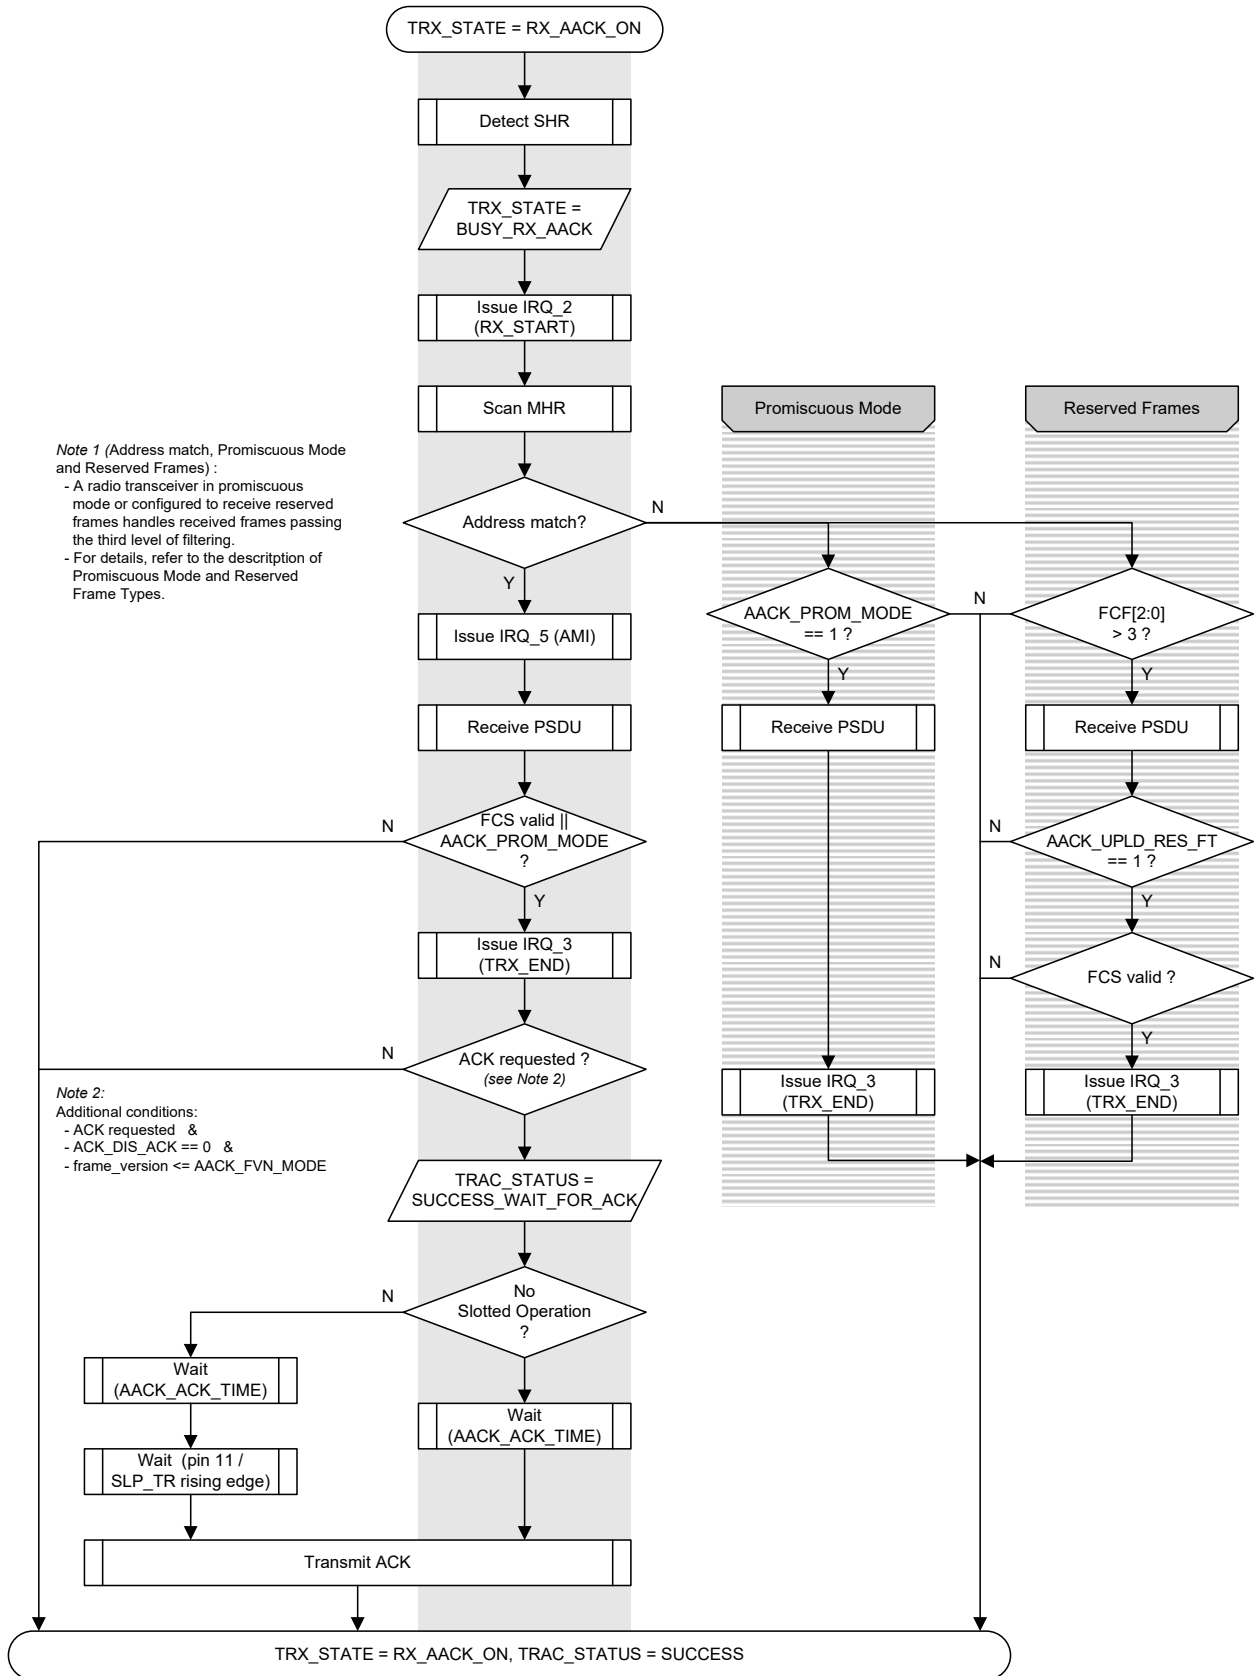 TRX_STATE = RX_AACK_ON
Detect SHR
TRX_STATE =
BUSY_RX_AACK
Issue IRQ_2
(RX_START)
Scan MHR
Promiscuous Mode
Reserved Frames
Note 1 (Address match, Promiscuous Mode
and Reserved Frames) :
- A radio transceiver in promiscuous
mode or configured to receive reserved
frames handles received frames passing
the third level of filtering.
- For details, refer to the descritption of
Promiscuous Mode and Reserved
Frame Types.
Address match?
N
Y
AACK_PROM_MODE
== 1 ?
N
FCF[2:0]
> 3 ?
Issue IRQ_5 (AMI)
Y
Y
Receive PSDU
Receive PSDU
Receive PSDU
N
FCS valid ||
AACK_PROM_MODE
?
N
AACK_UPLD_RES_FT
== 1 ?
Y
Y
Issue IRQ_3
(TRX_END)
N
FCS valid ?
Y
N
ACK requested ?
(see Note 2)
Issue IRQ_3
(TRX_END)
Issue IRQ_3
(TRX_END)
Note 2:
Additional conditions:
- ACK requested &
- ACK_DIS_ACK == 0 &
- frame_version <= AACK_FVN_MODE
TRAC_STATUS =
SUCCESS_WAIT_FOR_ACK
N
No
Slotted Operation
?
Wait
(AACK_ACK_TIME)
Wait
(AACK_ACK_TIME)
Wait (pin 11 /
SLP_TR rising edge)
Transmit ACK
TRX_STATE = RX_AACK_ON, TRAC_STATUS = SUCCESS